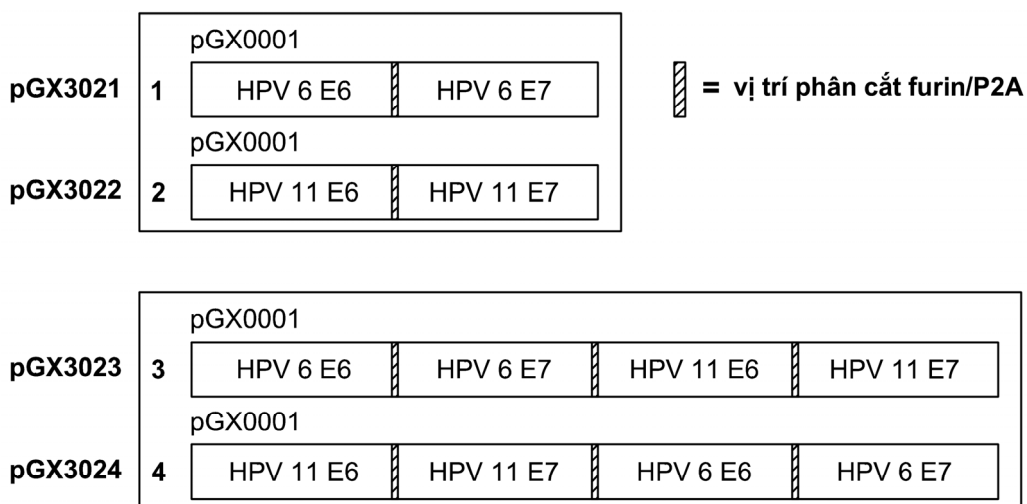 pGX0001
pGX3021 1 HPV 6 E6 HPV 6 E7 = vị trí phân cắt furin/P2A
pGX0001
pGX3022 2 HPV 11 E6 HPV 11 E7
pGX0001
pGX3023 3 HPV 6 E6 HPV 6 E7 HPV 11 E6 HPV 11 E7
pGX0001
pGX3024 4 HPV 11 E6 HPV 11 E7 HPV 6 E6 HPV 6 E7